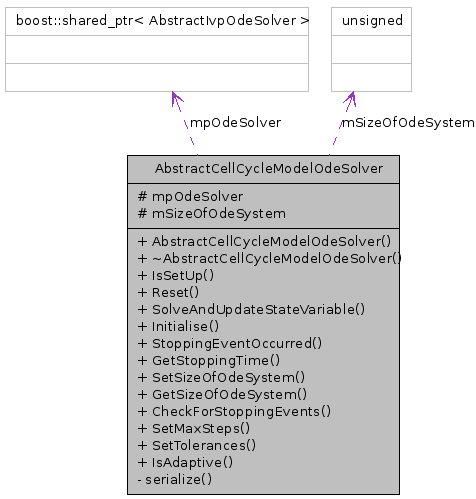 boost::shared_ptr< AbstractIvpOdeSolver >
unsigned
mpOdeSolver
mSizeOfOdeSystem
AbstractCellCycleModelOdeSolver
# mpOdeSolver
# mSizeOfOdeSystem
+ AbstractCellCycleModelOdeSolver()
+ ~AbstractCellCycleModelOdeSolver()
+ IsSetUp()
+ Reset()
+ SolveAndUpdateStateVariable()
+ Initialise()
+ StoppingEventOccurred()
+ GetStoppingTime()
+ SetSizeOfOdeSystem()
+ GetSizeOfOdeSystem()
+ CheckForStoppingEvents()
+ SetMaxSteps()
+ SetTolerances()
+ IsAdaptive()
- serialize()